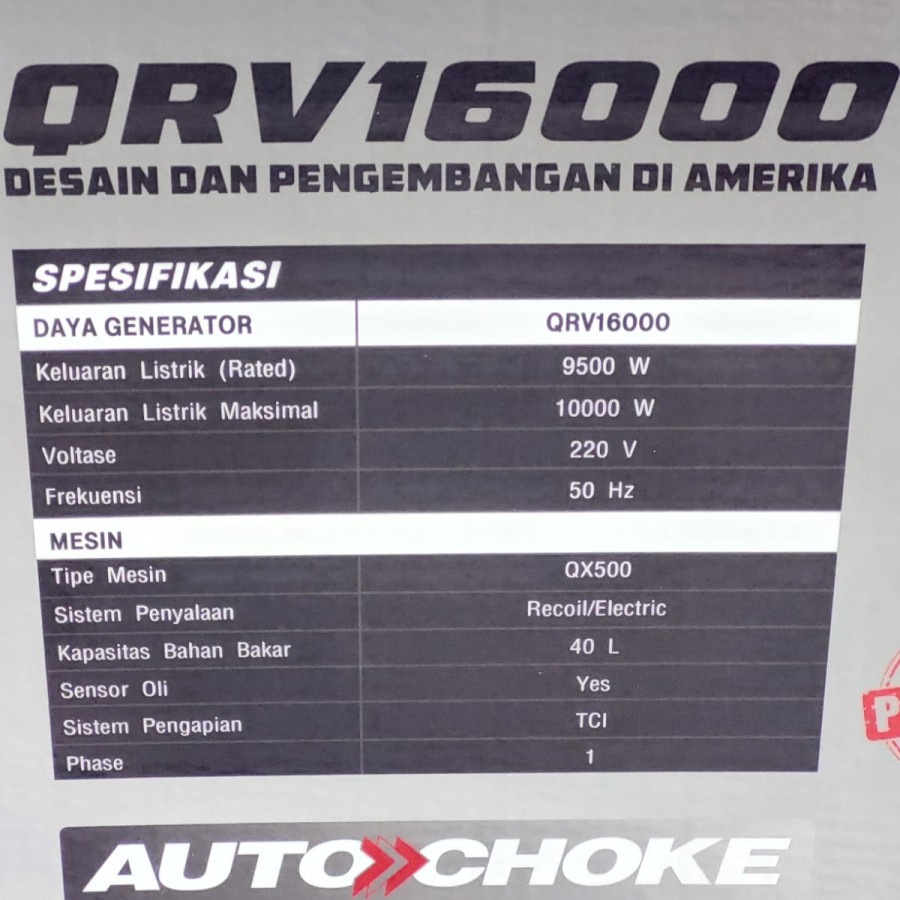 QRV16000
DESAIN DAN PENGEMBANGAN DI AMERIKA
SPESIFIKASI
DAYA GENERATOR QRV16000
Keluaran Listrik (Rated) 9500 W
Keluaran Listrik Maksimal 10000 W
Voltase 220 V
Frekuensi 50 Hz
MESIN
Tipe Mesin QX500
Sistem Penyalaan Recoil/Electric
Kapasitas Bahan Bakar 40 L
Sensor Oli Yes
Sistem Pengapian TCI
Phase 1
AUTO CHOKE